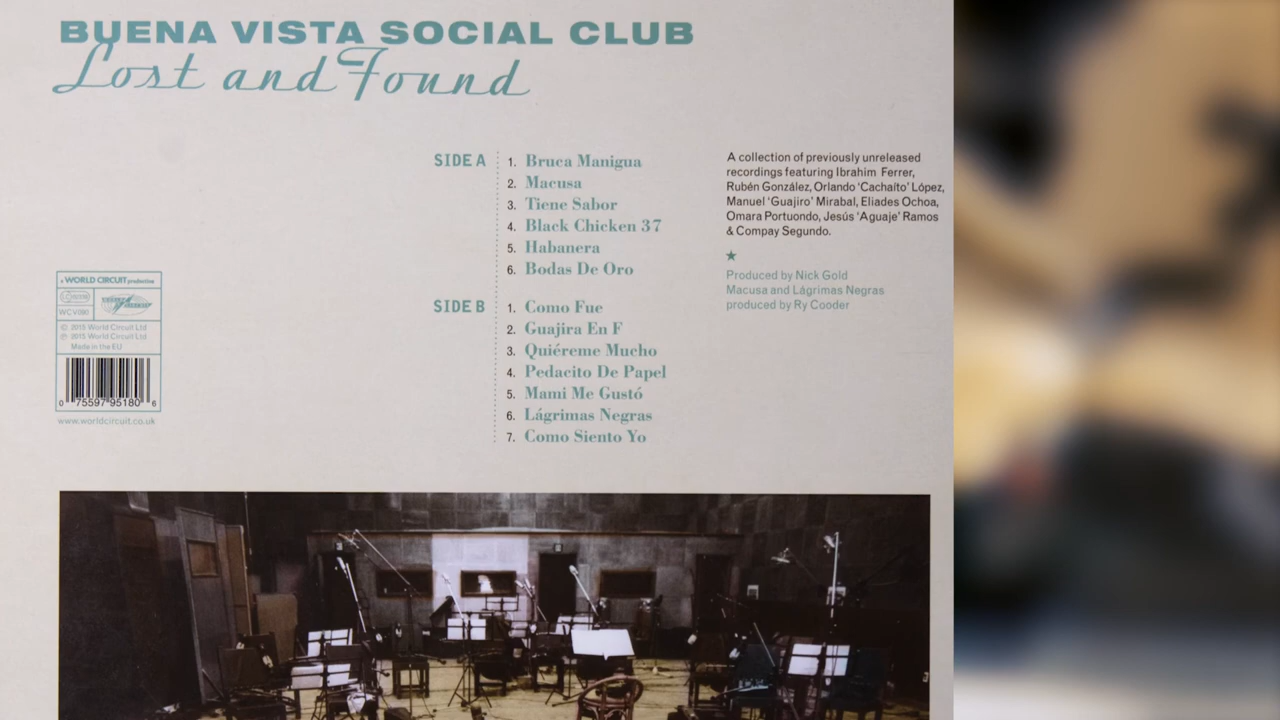 BUENA VISTA SOCIAL CLUB
Lost and Found
SIDE A
1. Bruca Manigua
2. Macusa
3. Tiene Sabor
4. Black Chicken 37
5. Habanera
6. Bodas De Oro
SIDE B
1. Como Fue
2. Guajira En F
3. Quiéreme Mucho
4. Pedacito De Papel
5. Mami Me Gustó
6. Lágrimas Negras
7. Como Siento Yo
A collection of previously unreleased
recordings featuring Ibrahim Ferrer,
Rubén González, Orlando ‘Cachaíto’ López,
Manuel ‘Guajiro’ Mirabal, Eliades Ochoa,
Omara Portuondo, Jesús ‘Aguaje’ Ramos
& Compay Segundo.
Produced by Nick Gold
Macusa and Lágrimas Negras
produced by Ry Cooder
a WORLD CIRCUIT production
WCV090
© 2015 World Circuit Ltd
℗ 2015 World Circuit Ltd
Made in the EU
0 75597 95180 6
www.worldcircuit.co.uk